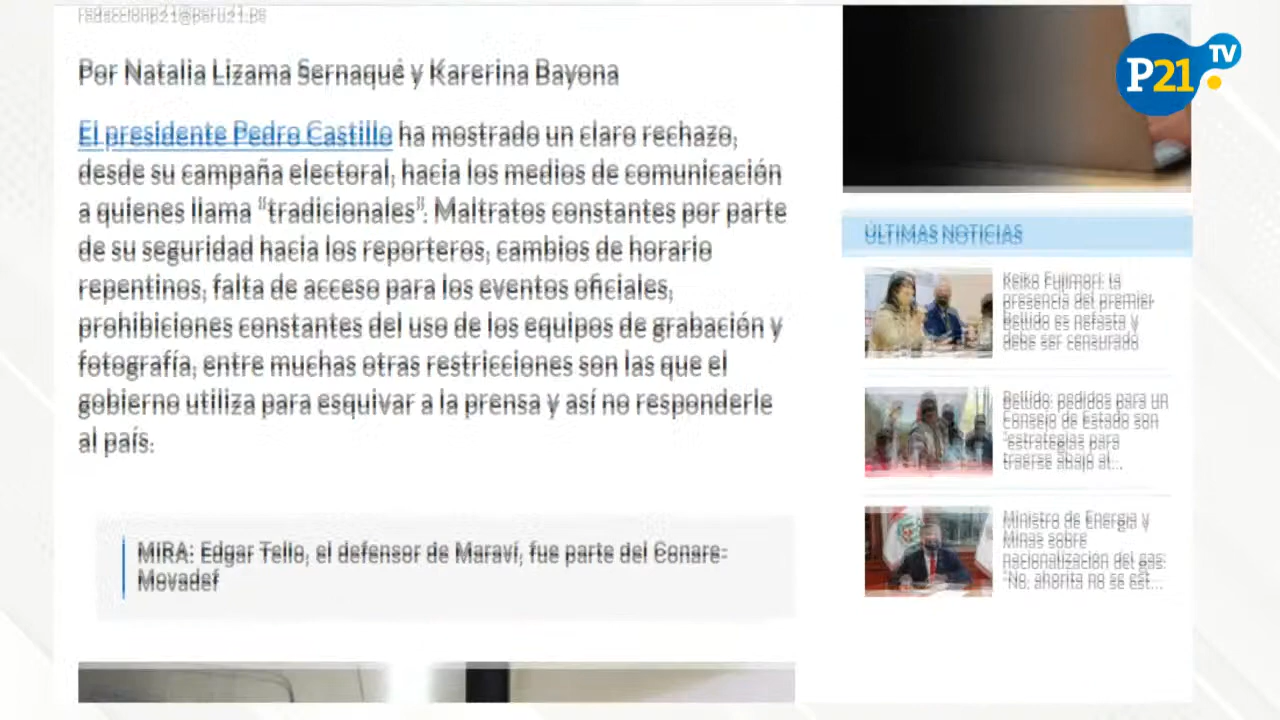 redaccionp21@peru21.pe
P21
TV
Por Natalia Lizama Sernaqué y Karerina Bayona
El presidente Pedro Castillo ha mostrado un claro rechazo,
desde su campaña electoral, hacia los medios de comunicación
a quienes llama “tradicionales”. Maltratos constantes por parte
de su seguridad hacia los reporteros, cambios de horario
repentinos, falta de acceso para los eventos oficiales,
prohibiciones constantes del uso de los equipos de grabación y
fotografía, entre muchas otras restricciones son las que el
gobierno utiliza para esquivar a la prensa y así no responderle
al país.
MIRA: Edgar Tello, el defensor de Maraví, fue parte del Conare-
Movadef
ÚLTIMAS NOTICIAS
Keiko Fujimori: la
presencia del premier
Bellido es nefasta y
debe ser censurado
Bellido: pedidos para un
Consejo de Estado son
“estrategias para
traerse abajo al...
Ministro de Energía y
Minas sobre
nacionalización del gas:
“No, ahorita no se est...